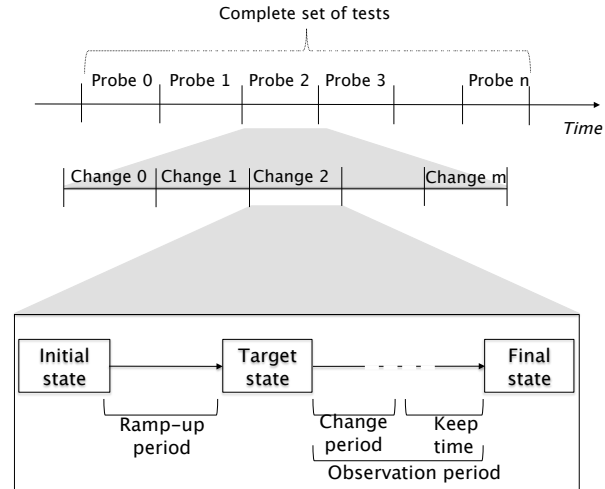 Complete set of tests
Probe 0 Probe 1 Probe 2 Probe 3 Probe n
Time
Change 0 Change 1 Change 2 Change m
Initial state
Target state
Final state
Ramp-up period
Change period
Keep time
Observation period